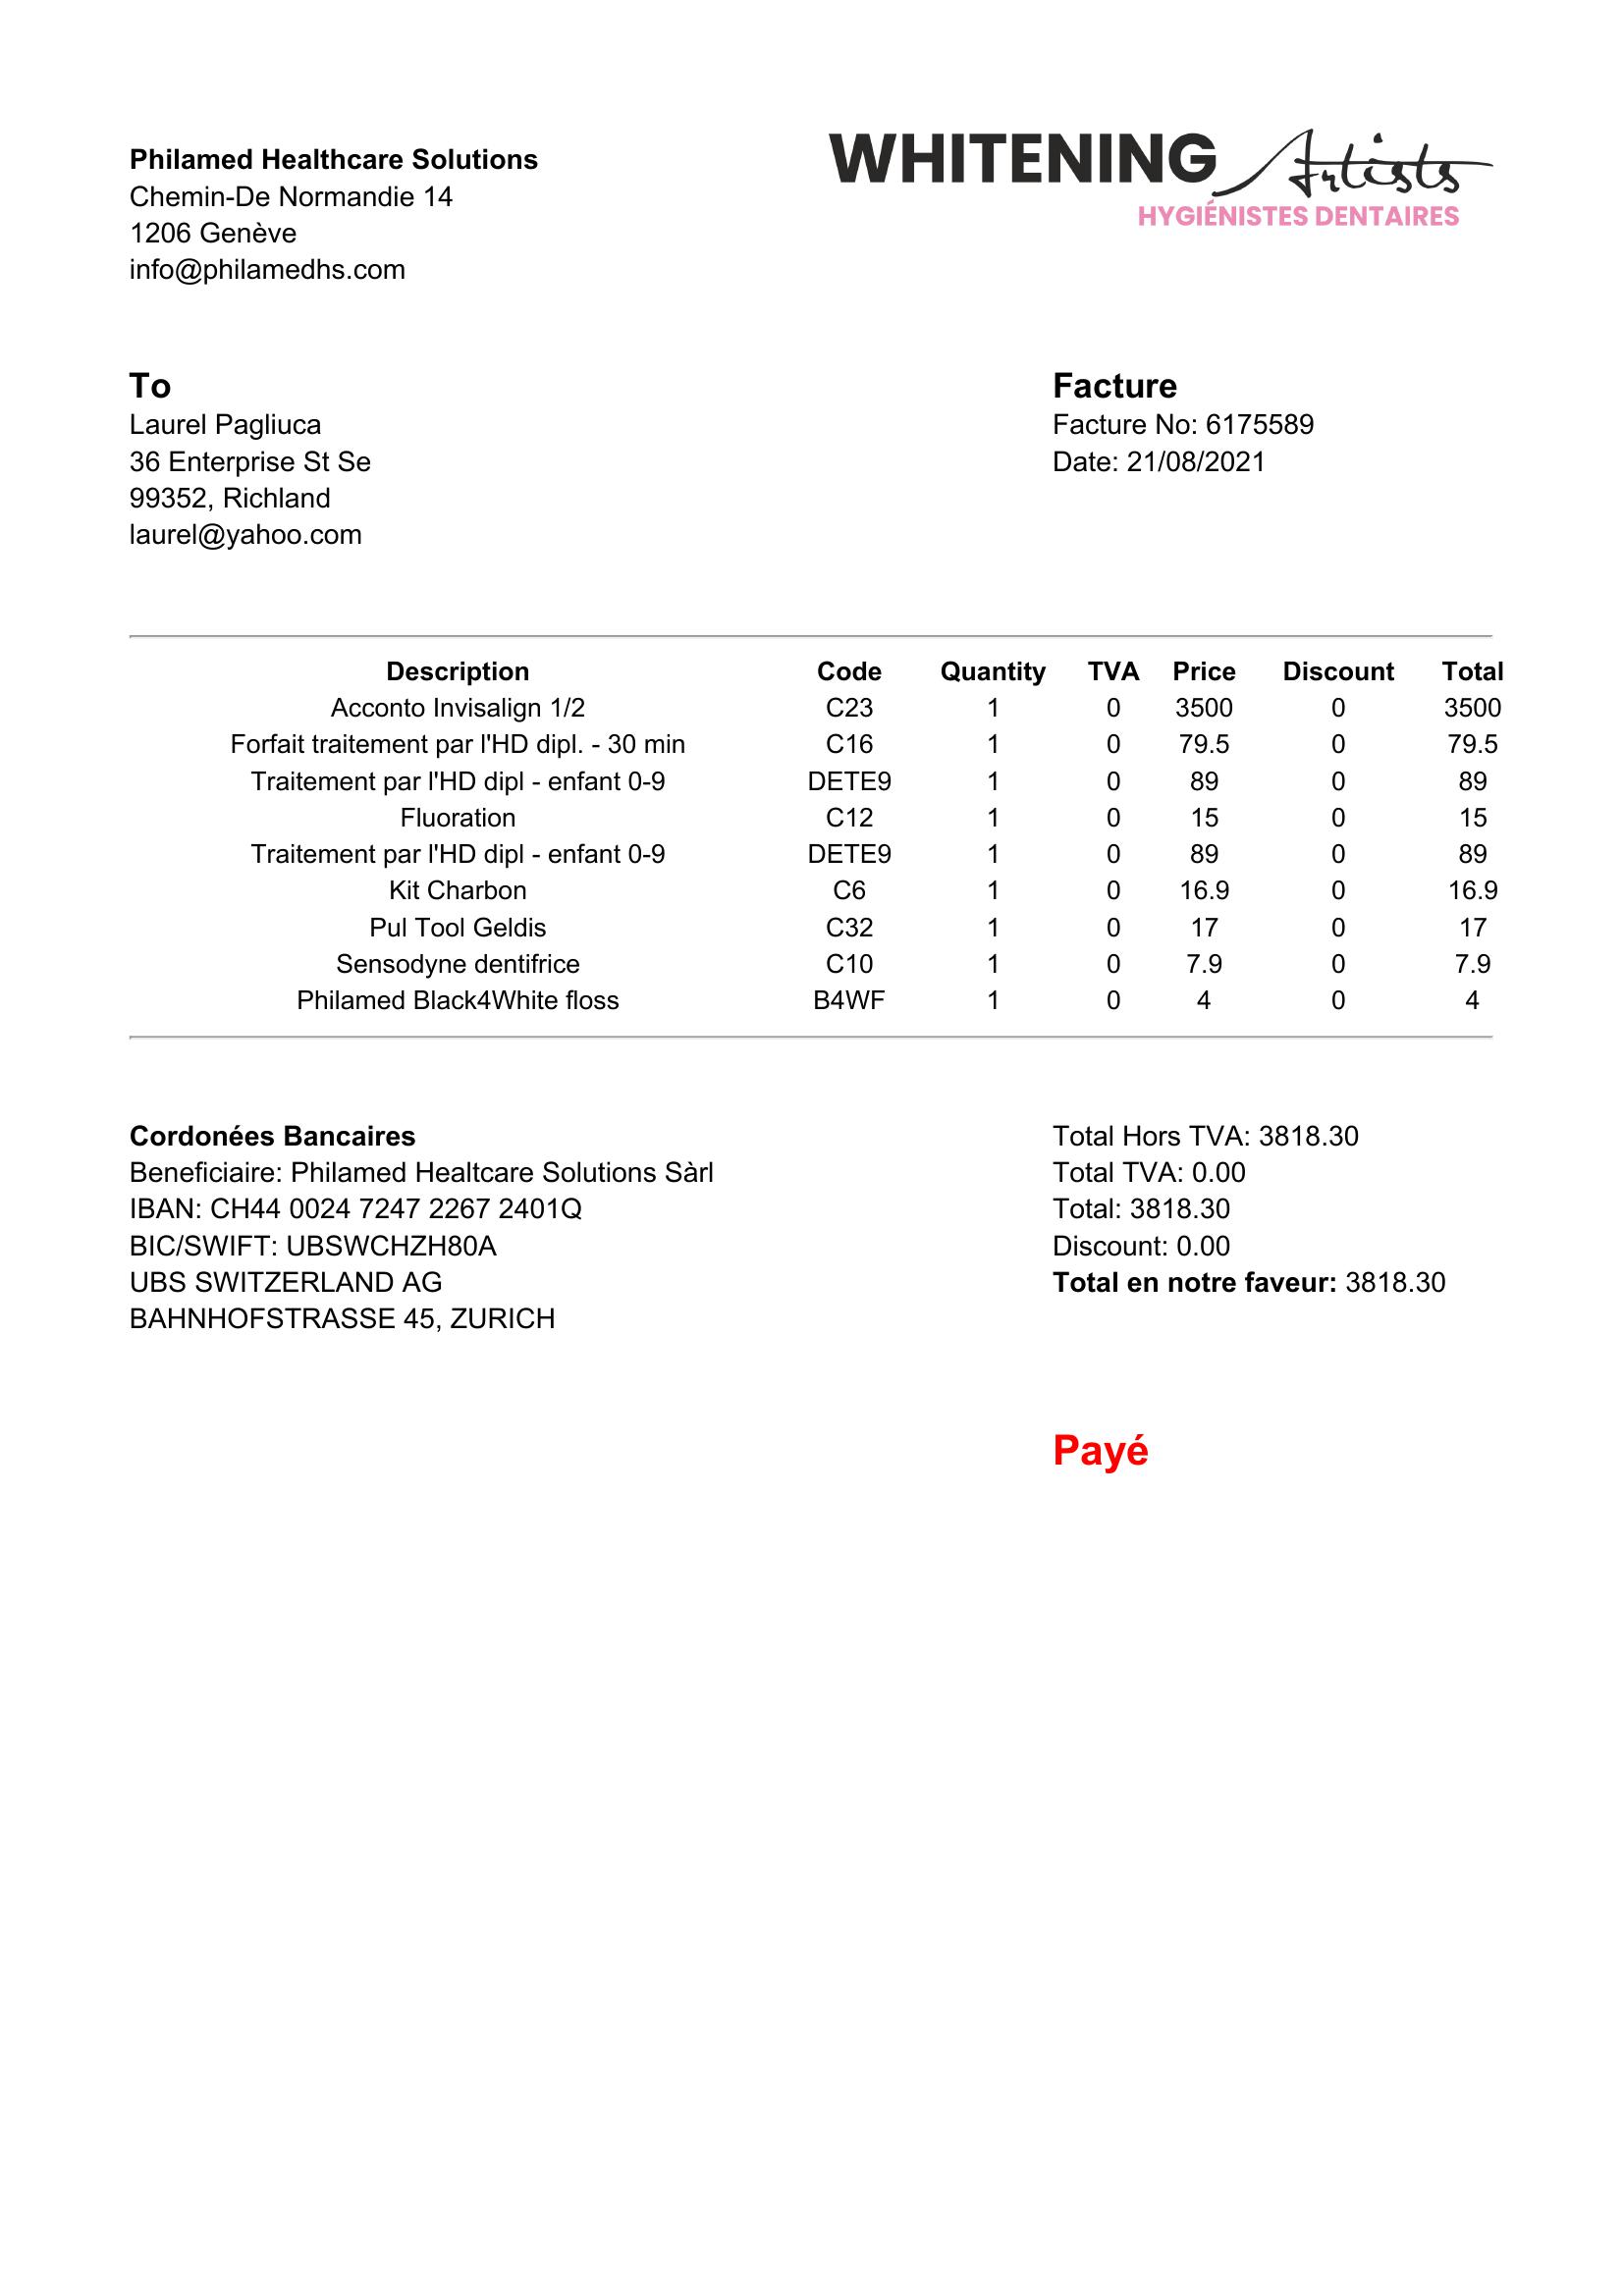 Philamed Healthcare Solutions
Chemin-De Normandie 14
1206 Genève
info@philamedhs.com
WHITENING Artists
HYGIÉNISTES DENTAIRES
To
Laurel Pagliuca
36 Enterprise St Se
99352, Richland
laurel@yahoo.com
Facture
Facture No: 6175589
Date: 21/08/2021
Description Code Quantity TVA Price Discount Total
Acconto Invisalign 1/2 C23 1 0 3500 0 3500
Forfait traitement par l'HD dipl. - 30 min C16 1 0 79.5 0 79.5
Traitement par l'HD dipl - enfant 0-9 DETE9 1 0 89 0 89
Fluoration C12 1 0 15 0 15
Traitement par l'HD dipl - enfant 0-9 DETE9 1 0 89 0 89
Kit Charbon C6 1 0 16.9 0 16.9
Pul Tool Geldis C32 1 0 17 0 17
Sensodyne dentifrice C10 1 0 7.9 0 7.9
Philamed Black4White floss B4WF 1 0 4 0 4
Cordonées Bancaires
Beneficiaire: Philamed Healtcare Solutions Sàrl
IBAN: CH44 0024 7247 2267 2401Q
BIC/SWIFT: UBSWCHZH80A
UBS SWITZERLAND AG
BAHNHOFSTRASSE 45, ZURICH
Total Hors TVA: 3818.30
Total TVA: 0.00
Total: 3818.30
Discount: 0.00
Total en notre faveur: 3818.30
Payé